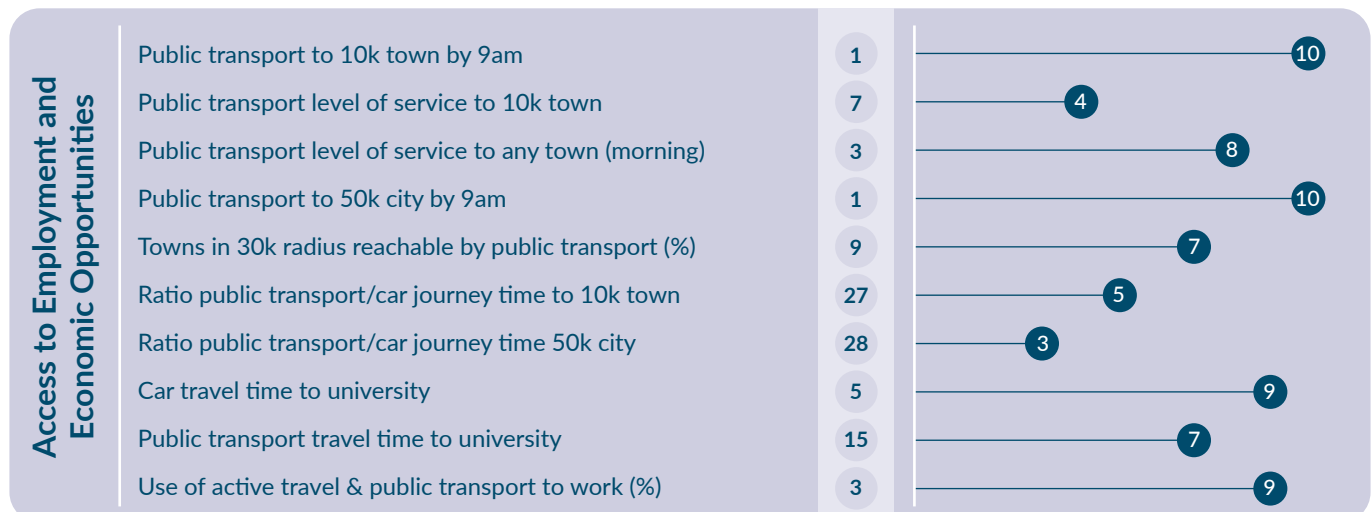 Access to Employment and
Economic Opportunities
Public transport to 10k town by 9am 1 10
Public transport level of service to 10k town 7 4
Public transport level of service to any town (morning) 3 8
Public transport to 50k city by 9am 1 10
Towns in 30k radius reachable by public transport (%) 9 7
Ratio public transport/car journey time to 10k town 27 5
Ratio public transport/car journey time 50k city 28 3
Car travel time to university 5 9
Public transport travel time to university 15 7
Use of active travel & public transport to work (%) 3 9